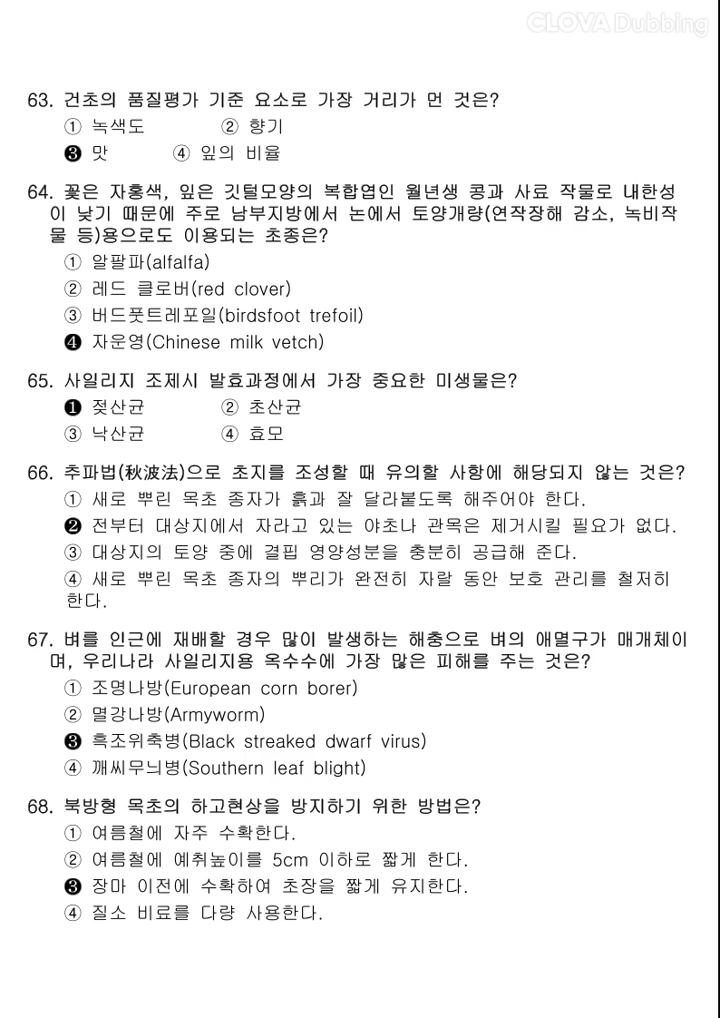 CLOVA Dubbing
63. 건초의 품질평가 기준 요소로 가장 거리가 먼 것은?
① 녹색도 ② 향기
❸ 맛 ④ 잎의 비율
64. 꽃은 자홍색, 잎은 깃털모양의 복합엽인 월년생 콩과 사료 작물로 내한성
이 낮기 때문에 주로 남부지방에서 논에서 토양개량(연작장해 감소, 녹비작
물 등)용으로도 이용되는 초종은?
① 알팔파(alfalfa)
② 레드 클로버(red clover)
③ 버드풋트레포일(birdsfoot trefoil)
❹ 자운영(Chinese milk vetch)
65. 사일리지 조제시 발효과정에서 가장 중요한 미생물은?
❶ 젖산균 ② 초산균
③ 낙산균 ④ 효모
66. 추파법(秋波法)으로 초지를 조성할 때 유의할 사항에 해당되지 않는 것은?
① 새로 뿌린 목초 종자가 흙과 잘 달라붙도록 해주어야 한다.
❷ 전부터 대상지에서 자라고 있는 야초나 관목은 제거시킬 필요가 없다.
③ 대상지의 토양 중에 결핍 영양성분을 충분히 공급해 준다.
④ 새로 뿌린 목초 종자의 뿌리가 완전히 자랄 동안 보호 관리를 철저히
한다.
67. 벼를 인근에 재배할 경우 많이 발생하는 해충으로 벼의 애멸구가 매개체이
며, 우리나라 사일리지용 옥수수에 가장 많은 피해를 주는 것은?
① 조명나방(European corn borer)
② 멸강나방(Armyworm)
❸ 흑조위축병(Black streaked dwarf virus)
④ 깨씨무늬병(Southern leaf blight)
68. 북방형 목초의 하고현상을 방지하기 위한 방법은?
① 여름철에 자주 수확한다.
② 여름철에 예취높이를 5cm 이하로 짧게 한다.
❸ 장마 이전에 수확하여 초장을 짧게 유지한다.
④ 질소 비료를 다량 사용한다.